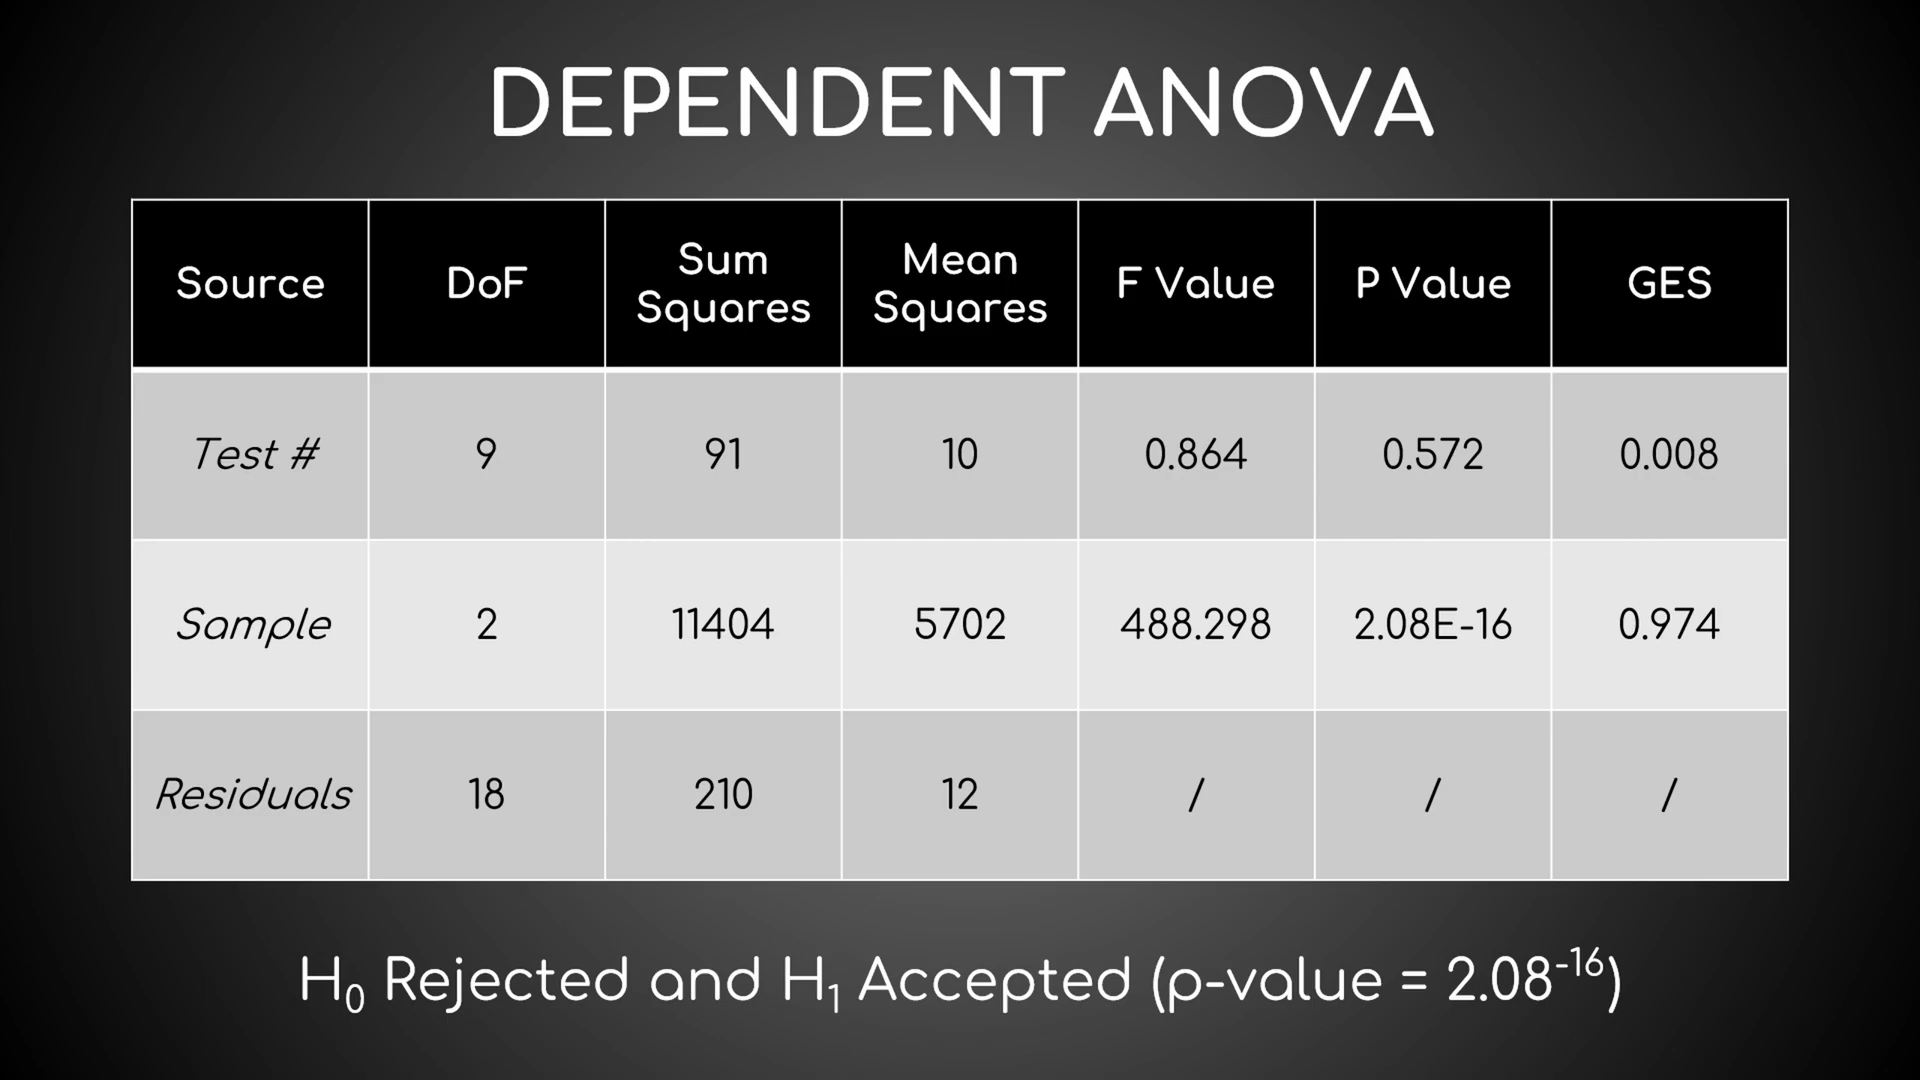 DEPENDENT ANOVA
Source DoF Sum Squares Mean Squares F Value P Value GES
Test # 9 91 10 0.864 0.572 0.008
Sample 2 11404 5702 488.298 2.08E-16 0.974
Residuals 18 210 12 / / /
H₀ Rejected and H₁ Accepted (p-value = 2.08⁻¹⁶)